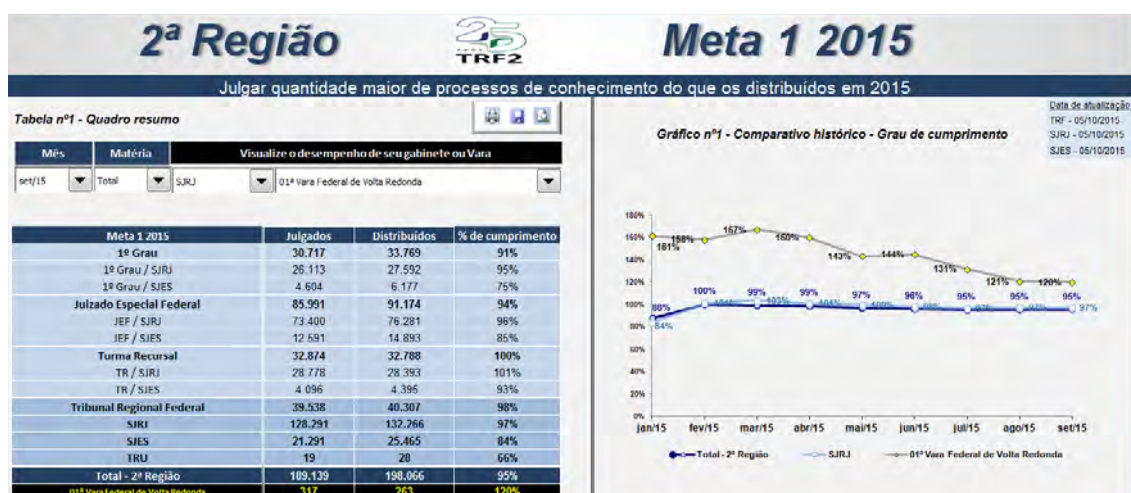 2ª Região
25
TRF2
Meta 1 2015
Julgar quantidade maior de processos de conhecimento do que os distribuídos em 2015
Tabela nº1 - Quadro resumo
Mês Matéria Visualize o desempenho de seu gabinete ou Vara
set/15 Total SJRJ 01ª Vara Federal de Volta Redonda
Meta 1 2015 Julgados Distribuídos % de cumprimento
1º Grau 30.717 33.769 91%
1º Grau / SJRJ 26.113 27.592 95%
1º Grau / SJES 4.604 6.177 75%
Juizado Especial Federal 85.991 91.174 94%
JEF / SJRJ 73.400 76.281 96%
JEF / SJES 12.591 14.893 85%
Turma Recursal 32.874 32.788 100%
TR / SJRJ 28.778 28.393 101%
TR / SJES 4.096 4.395 93%
Tribunal Regional Federal 39.538 40.307 98%
SJRJ 128.291 132.266 97%
SJES 21.291 25.465 84%
TRU 19 28 66%
Total - 2ª Região 189.139 198.066 95%
01ª Vara Federal de Volta Redonda 317 263 120%
Data de atualização
TRF - 05/10/2015
SJRJ - 05/10/2015
SJES - 05/10/2015
Gráfico nº1 - Comparativo histórico - Grau de cumprimento
180%
160%
140%
120%
100%
80%
60%
40%
20%
0%
161% 158% 167% 160% 143% 144% 131% 121% 120%
88% 100% 99% 99% 97% 96% 95% 95% 95%
84% 103% 97%
jan/15 fev/15 mar/15 abr/15 mai/15 jun/15 jul/15 ago/15 set/15
Total - 2ª Região SJRJ 01ª Vara Federal de Volta Redonda